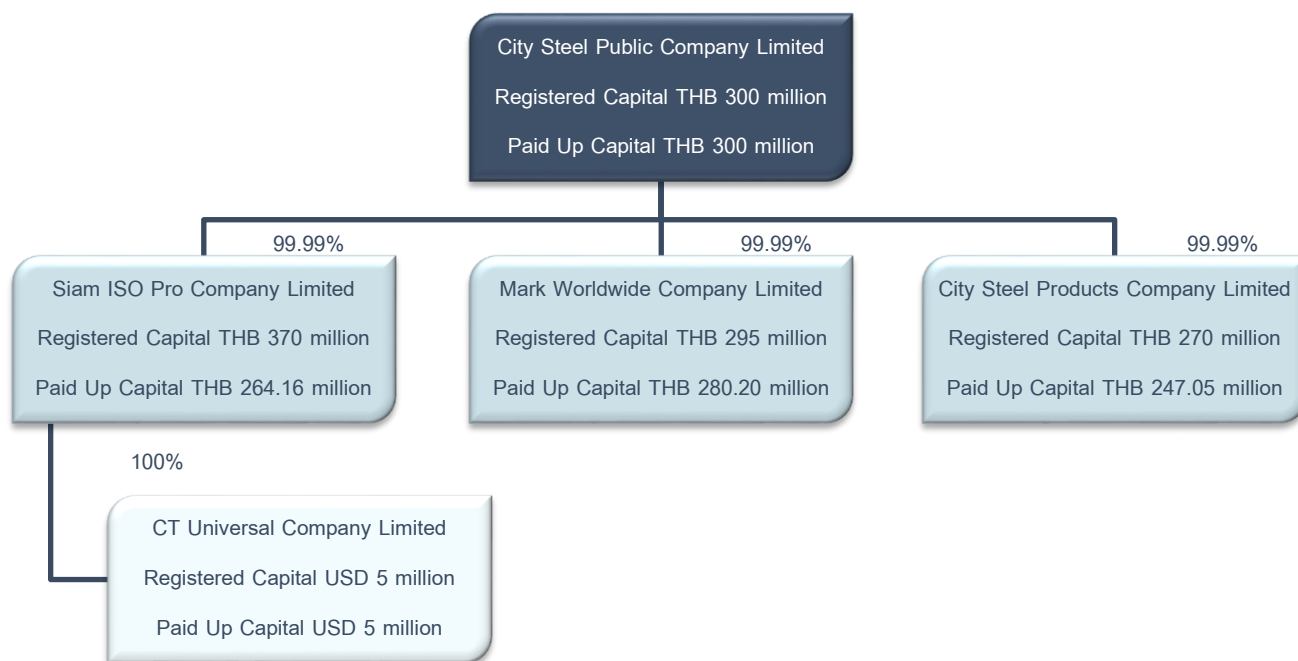 City Steel Public Company Limited
Registered Capital THB 300 million
Paid Up Capital THB 300 million
99.99%
99.99%
99.99%
Siam ISO Pro Company Limited
Registered Capital THB 370 million
Paid Up Capital THB 264.16 million
Mark Worldwide Company Limited
Registered Capital THB 295 million
Paid Up Capital THB 280.20 million
City Steel Products Company Limited
Registered Capital THB 270 million
Paid Up Capital THB 247.05 million
100%
CT Universal Company Limited
Registered Capital USD 5 million
Paid Up Capital USD 5 million